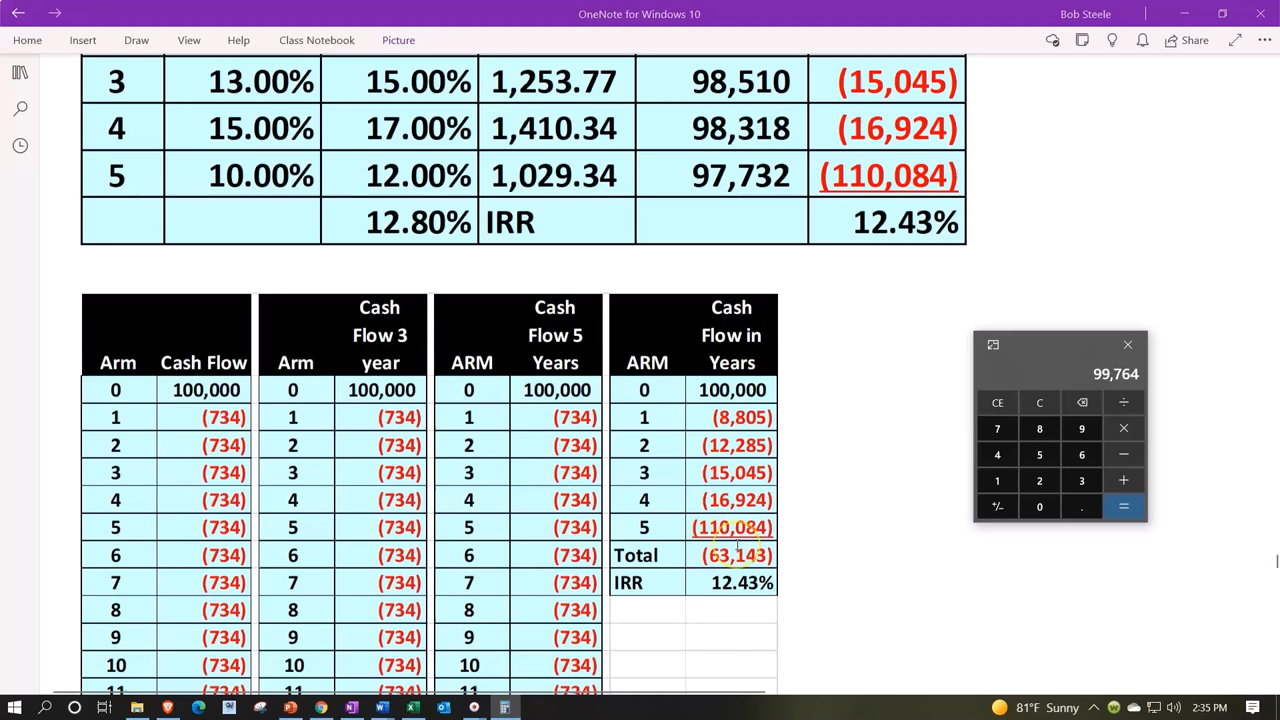 OneNote for Windows 10
Bob Steele
Home Insert Draw View Help Class Notebook Picture Share
3 13.00% 15.00% 1,253.77 98,510 (15,045)
4 15.00% 17.00% 1,410.34 98,318 (16,924)
5 10.00% 12.00% 1,029.34 97,732 (110,084)
12.80% IRR 12.43%
Arm Cash Flow Arm Cash Flow 3 year ARM Cash Flow 5 Years ARM Cash Flow in Years
0 100,000 0 100,000 0 100,000 0 100,000
1 (734) 1 (734) 1 (734) 1 (8,805)
2 (734) 2 (734) 2 (734) 2 (12,285)
3 (734) 3 (734) 3 (734) 3 (15,045)
4 (734) 4 (734) 4 (734) 4 (16,924)
5 (734) 5 (734) 5 (734) 5 (110,084)
6 (734) 6 (734) 6 (734) Total (63,143)
7 (734) 7 (734) 7 (734) IRR 12.43%
8 (734) 8 (734) 8 (734)
9 (734) 9 (734) 9 (734)
10 (734) 10 (734) 10 (734)
11 (734) 11 (734) 11 (734)
99,764
CE C ÷
7 8 9 ×
4 5 6 −
1 2 3 +
+/− 0 . =
81°F Sunny 2:35 PM